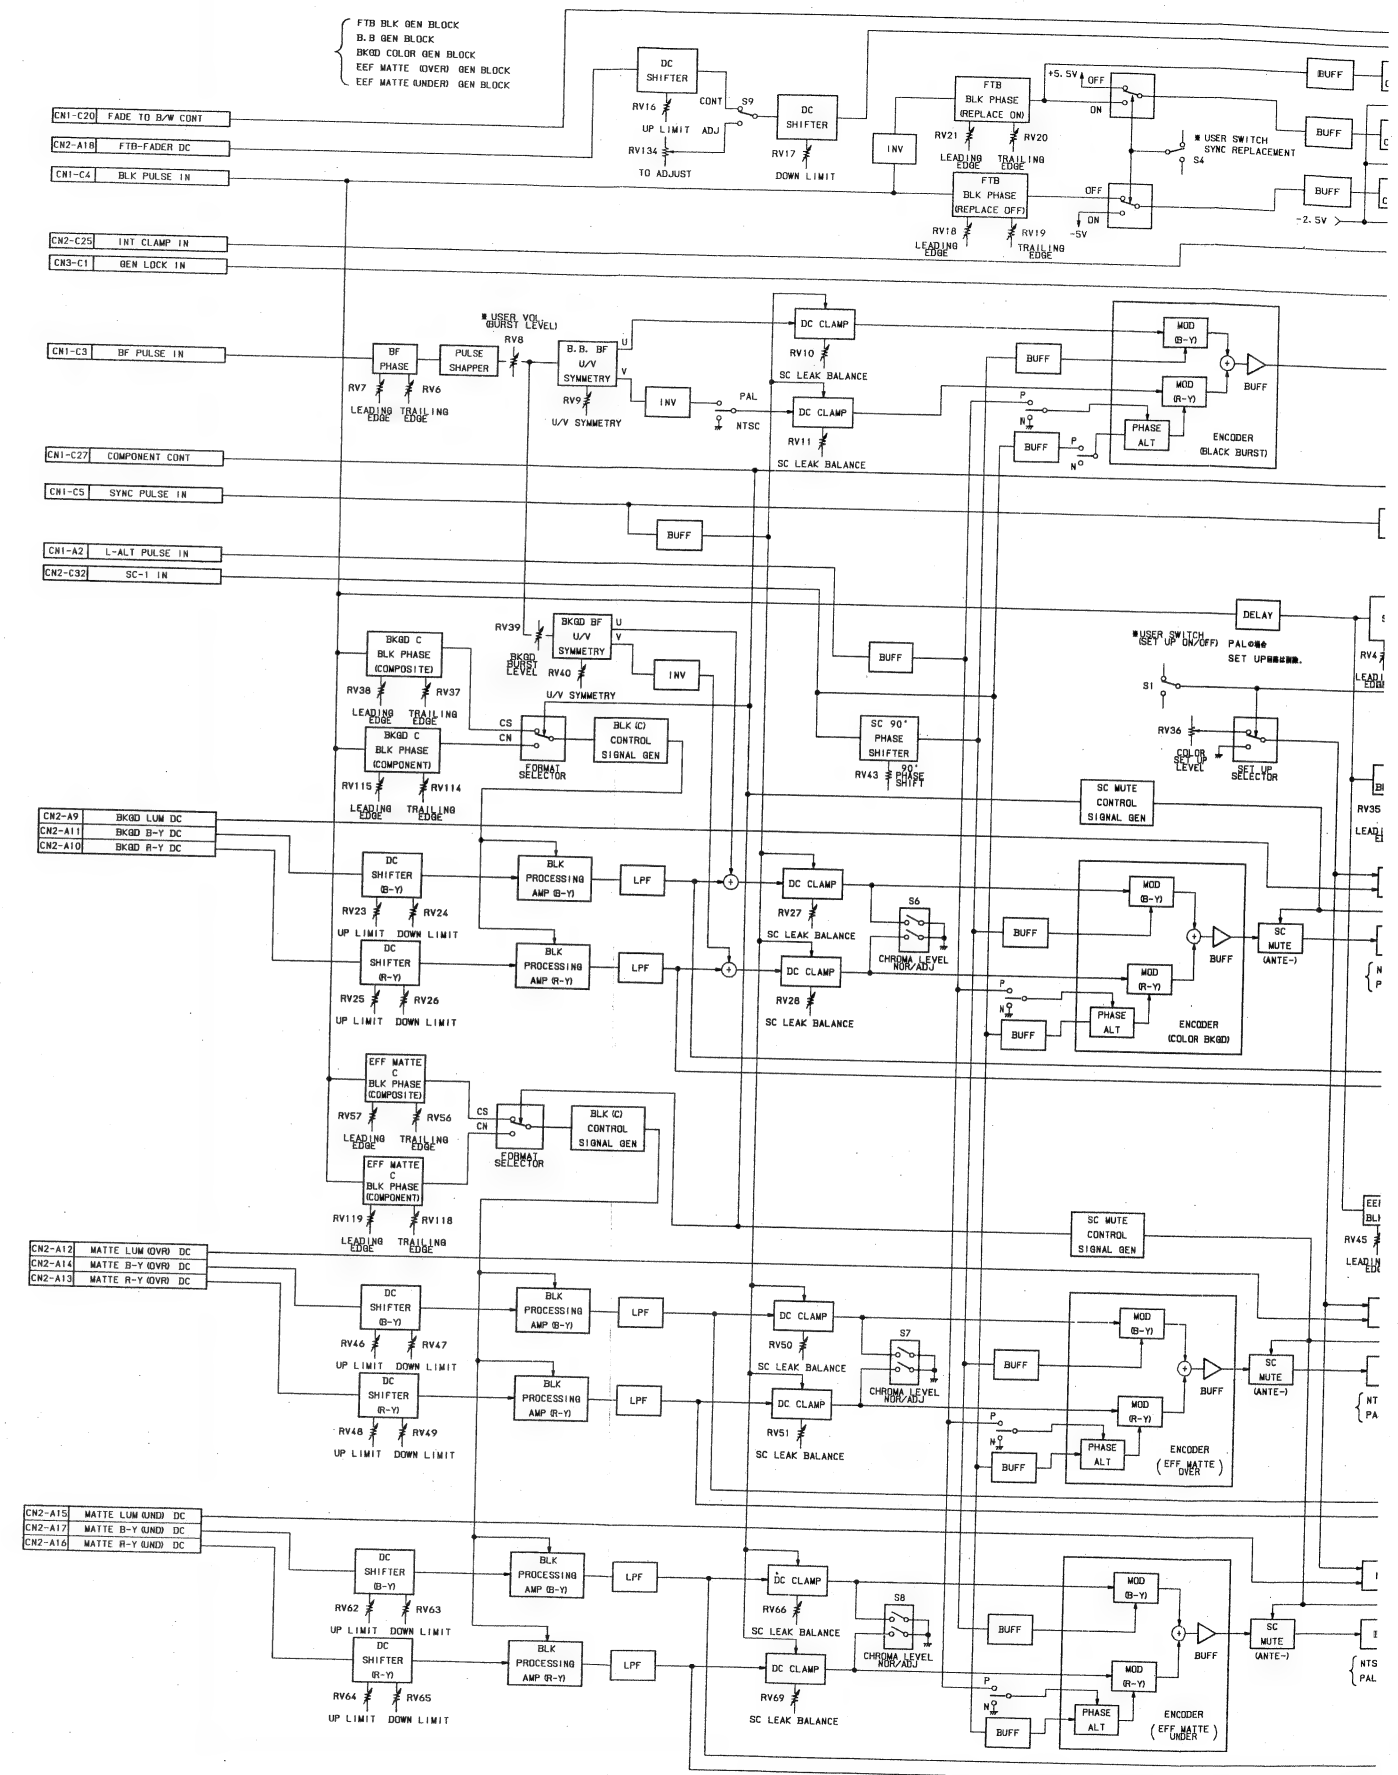 FTB BLK GEN BLOCK
B.B GEN BLOCK
BKGD COLOR GEN BLOCK
EEF MATTE (OVER) GEN BLOCK
EEF MATTE (UNDER) GEN BLOCK
CN1-C20 FADE TO B/W CONT
CN2-A18 FTB-FADER DC
CN1-C4 BLK PULSE IN
CN2-C25 INT CLAMP IN
CN3-C1 GEN LOCK IN
DC
SHIFTER
RV16
UP LIMIT
CONT
S9
ADJ
RV134
TO ADJUST
DC
SHIFTER
RV17
DOWN LIMIT
INV
FTB
BLK PHASE
(REPLACE ON)
RV21
RV20
LEADING
EDGE
TRAILING
EDGE
FTB
BLK PHASE
(REPLACE OFF)
RV18
RV19
LEADING
EDGE
TRAILING
EDGE
+5.5V
OFF
ON
OFF
ON
-5V
S4
USER SWITCH
SYNC REPLACEMENT
BUFF
BUFF
BUFF
-2.5V
CN1-C3 BF PULSE IN
BF
PHASE
RV7
RV6
LEADING
EDGE
TRAILING
EDGE
PULSE
SHAPPER
USER VOL
(BURST LEVEL)
RV8
B.B. BF
U/V
SYMMETRY
U
V
RV9
U/V SYMMETRY
INV
PAL
NTSC
DC CLAMP
RV10
SC LEAK BALANCE
DC CLAMP
RV11
SC LEAK BALANCE
BUFF
P
N
BUFF
P
N
MOD
(B-Y)
MOD
(R-Y)
PHASE
ALT
BUFF
ENCODER
(BLACK BURST)
CN1-C27 COMPONENT CONT
CN1-C5 SYNC PULSE IN
BUFF
CN1-A2 L-ALT PULSE IN
CN2-C32 SC-1 IN
RV39
BKGD
BURST
LEVEL
BKGD BF
U/V
SYMMETRY
U
V
RV40
U/V SYMMETRY
INV
BUFF
DELAY
USER SWITCH
(SET UP ON/OFF)
PAL
SET UP
S1
RV36
COLOR
SET UP
LEVEL
SET UP
SELECTOR
RV4
BKGD C
BLK PHASE
(COMPOSITE)
RV38
RV37
LEADING
EDGE
TRAILING
EDGE
BKGD C
BLK PHASE
(COMPONENT)
RV115
RV114
LEADING
EDGE
TRAILING
EDGE
CS
CN
FORMAT
SELECTOR
BLK (C)
CONTROL
SIGNAL GEN
SC 90°
PHASE
SHIFTER
RV43
90°
PHASE
SHIFT
SC MUTE
CONTROL
SIGNAL GEN
RV35
CN2-A9 BKGD LUM DC
CN2-A11 BKGD B-Y DC
CN2-A10 BKGD R-Y DC
DC
SHIFTER
(B-Y)
RV23
RV24
UP LIMIT DOWN LIMIT
DC
SHIFTER
(R-Y)
RV25
RV26
UP LIMIT DOWN LIMIT
BLK
PROCESSING
AMP (B-Y)
LPF
BLK
PROCESSING
AMP (R-Y)
LPF
DC CLAMP
RV27
SC LEAK BALANCE
DC CLAMP
RV28
SC LEAK BALANCE
S6
CHROMA LEVEL
NOR/ADJ
BUFF
P
N
BUFF
MOD
(B-Y)
MOD
(R-Y)
PHASE
ALT
BUFF
ENCODER
(COLOR BKGD)
SC
MUTE
(ANTE-)
EFF MATTE
C
BLK PHASE
(COMPOSITE)
RV57
RV56
LEADING
EDGE
TRAILING
EDGE
EFF MATTE
C
BLK PHASE
(COMPONENT)
RV119
RV118
LEADING
EDGE
TRAILING
EDGE
CS
CN
FORMAT
SELECTOR
BLK (C)
CONTROL
SIGNAL GEN
SC MUTE
CONTROL
SIGNAL GEN
RV45
CN2-A12 MATTE LUM (OVR) DC
CN2-A14 MATTE B-Y (OVR) DC
CN2-A13 MATTE R-Y (OVR) DC
DC
SHIFTER
(B-Y)
RV46
RV47
UP LIMIT DOWN LIMIT
DC
SHIFTER
(R-Y)
RV48
RV49
UP LIMIT DOWN LIMIT
BLK
PROCESSING
AMP (B-Y)
LPF
BLK
PROCESSING
AMP (R-Y)
LPF
DC CLAMP
RV50
SC LEAK BALANCE
DC CLAMP
RV51
SC LEAK BALANCE
S7
CHROMA LEVEL
NOR/ADJ
BUFF
P
N
BUFF
MOD
(B-Y)
MOD
(R-Y)
PHASE
ALT
BUFF
ENCODER
(EFF MATTE)
OVER
SC
MUTE
(ANTE-)
CN2-A15 MATTE LUM (UND) DC
CN2-A17 MATTE B-Y (UND) DC
CN2-A16 MATTE R-Y (UND) DC
DC
SHIFTER
(B-Y)
RV62
RV63
UP LIMIT DOWN LIMIT
DC
SHIFTER
(R-Y)
RV64
RV65
UP LIMIT DOWN LIMIT
BLK
PROCESSING
AMP (B-Y)
LPF
BLK
PROCESSING
AMP (R-Y)
LPF
DC CLAMP
RV66
SC LEAK BALANCE
DC CLAMP
RV69
SC LEAK BALANCE
S8
CHROMA LEVEL
NOR/ADJ
BUFF
P
N
BUFF
MOD
(B-Y)
MOD
(R-Y)
PHASE
ALT
BUFF
ENCODER
(EFF MATTE)
UNDER
SC
MUTE
(ANTE-)
NTS
PAL